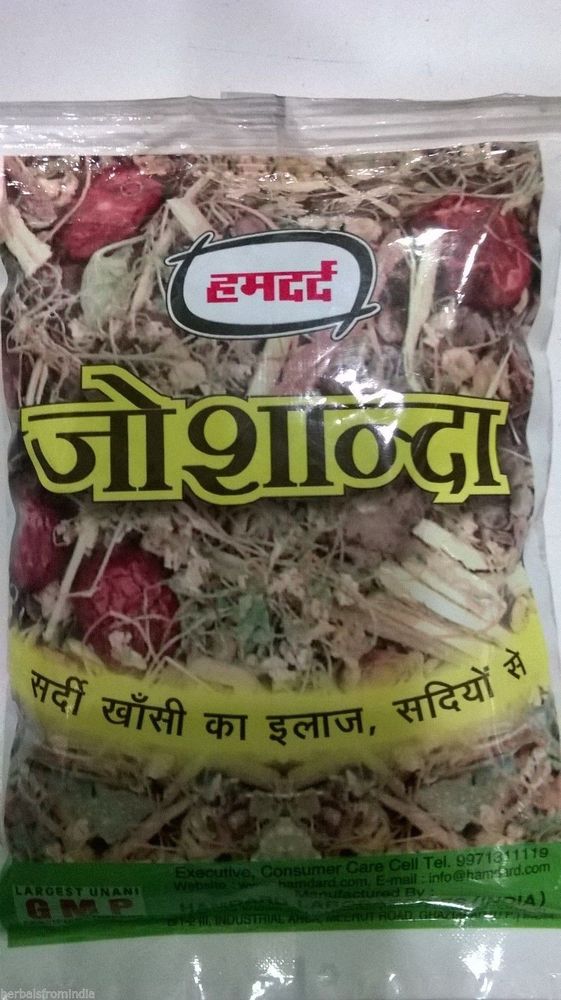 हमदर्द
जोशान्दा
सर्दी खाँसी का इलाज, सदियों से
Executive, Consumer Care Cell Tel. 9971311119
Website : hamdard.com, E-mail : info@hamdard.com
Manufactured By :
LARGEST UNANI
GMP
(INDIA)
INDUSTRIAL AREA, MEERUT ROAD,
herbalsfromindia